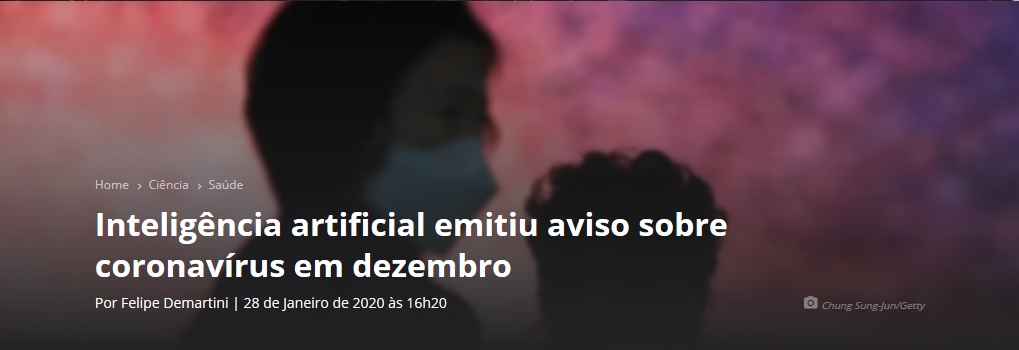 Home › Ciência › Saúde
Inteligência artificial emitiu aviso sobre
coronavírus em dezembro
Por Felipe Demartini | 28 de Janeiro de 2020 às 16h20
Chung Sung-Jun/Getty